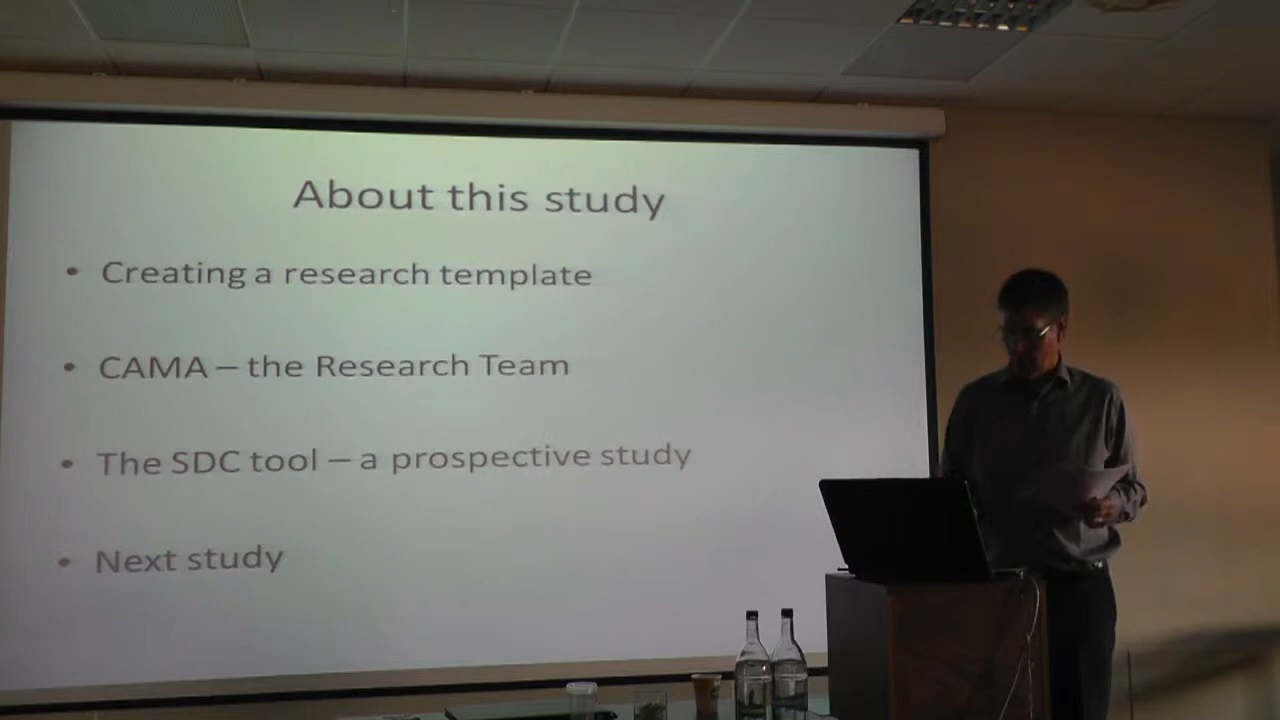 About this study
• Creating a research template
• CAMA – the Research Team
• The SDC tool – a prospective study
• Next study